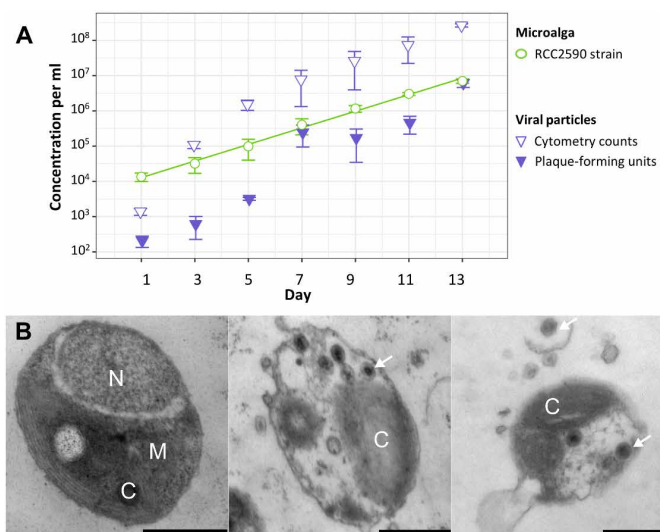 A
Concentration per ml
10⁸
10⁷
10⁶
10⁵
10⁴
10³
10²
1 3 5 7 9 11 13
Day
Microalga
RCC2590 strain
Viral particles
Cytometry counts
Plaque-forming units
B
N
M
C
C
C